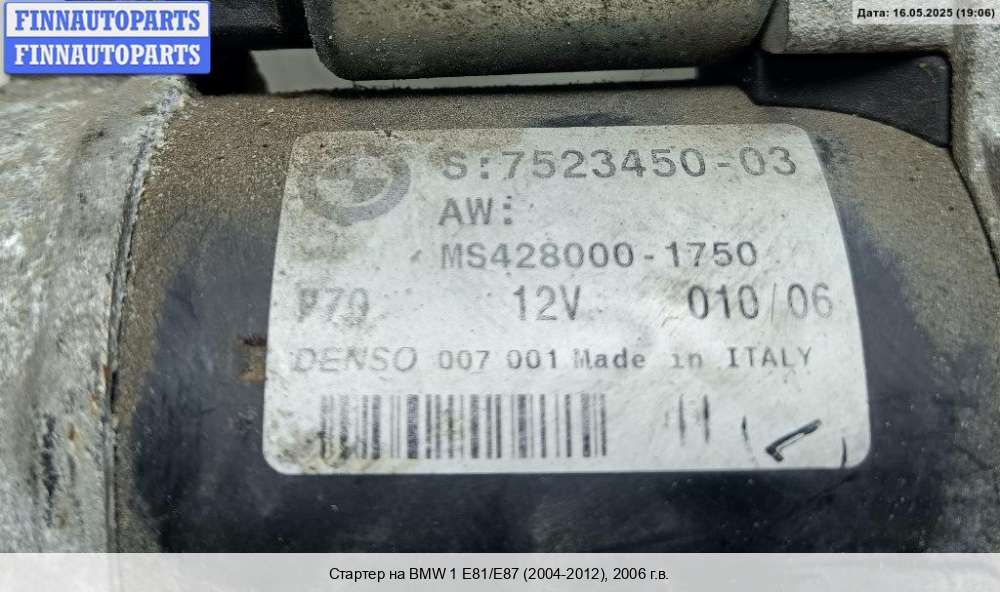 FINNAUTOPARTS
FINNAUTOPARTS
Дата: 16.05.2025 (19:06)
S:7523450-03
AW:
MS428000-1750
P70 12V 010/06
DENSO 007 001 Made in ITALY
Стартер на BMW 1 E81/E87 (2004-2012), 2006 г.в.